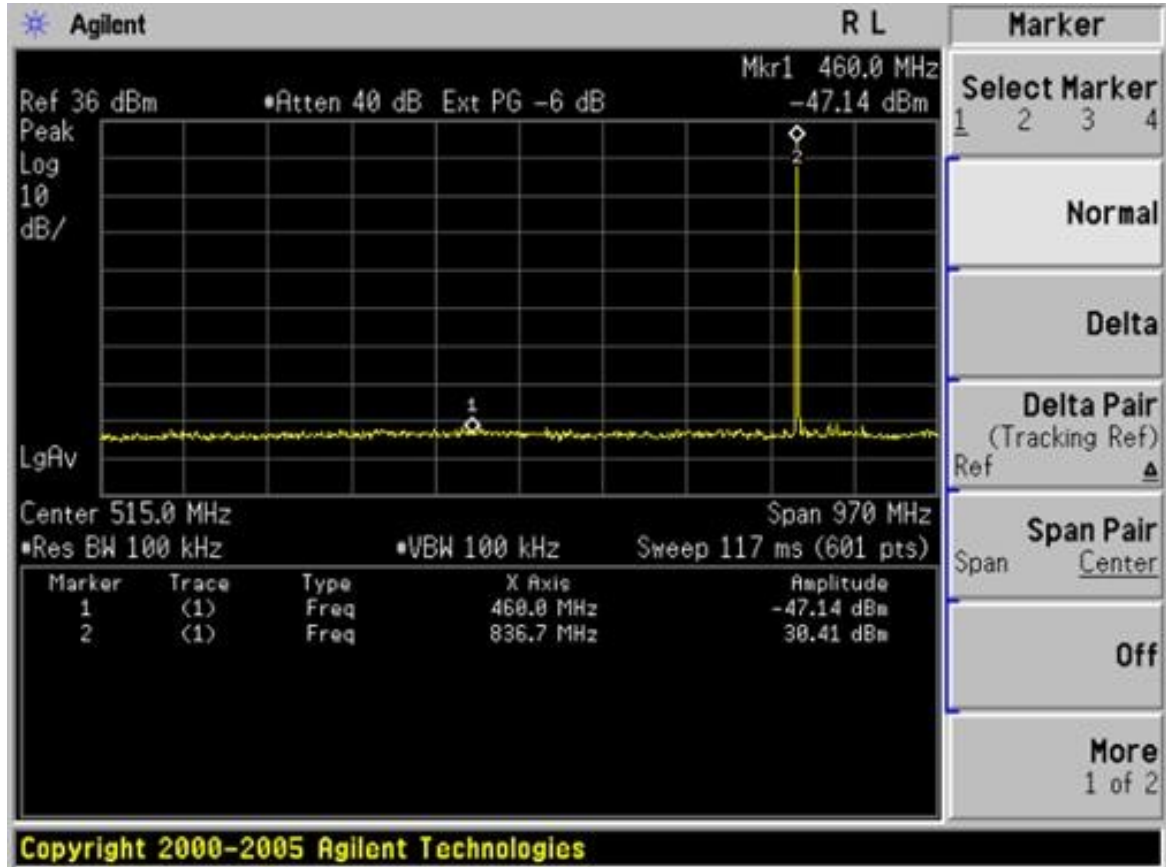 Agilent R L Marker
Mkr1 460.0 MHz
Ref 36 dBm •Atten 40 dB Ext PG -6 dB -47.14 dBm
Peak
Log
10
dB/
2
1
LgAv
Center 515.0 MHz Span 970 MHz
•Res BW 100 kHz •VBW 100 kHz Sweep 117 ms (601 pts)
Marker Trace Type X Axis Amplitude
1 (1) Freq 460.0 MHz -47.14 dBm
2 (1) Freq 836.7 MHz 30.41 dBm
Select Marker
1 2 3 4
Normal
Delta
Delta Pair
(Tracking Ref)
Ref Δ
Span Pair
Span Center
Off
More
1 of 2
Copyright 2000-2005 Agilent Technologies